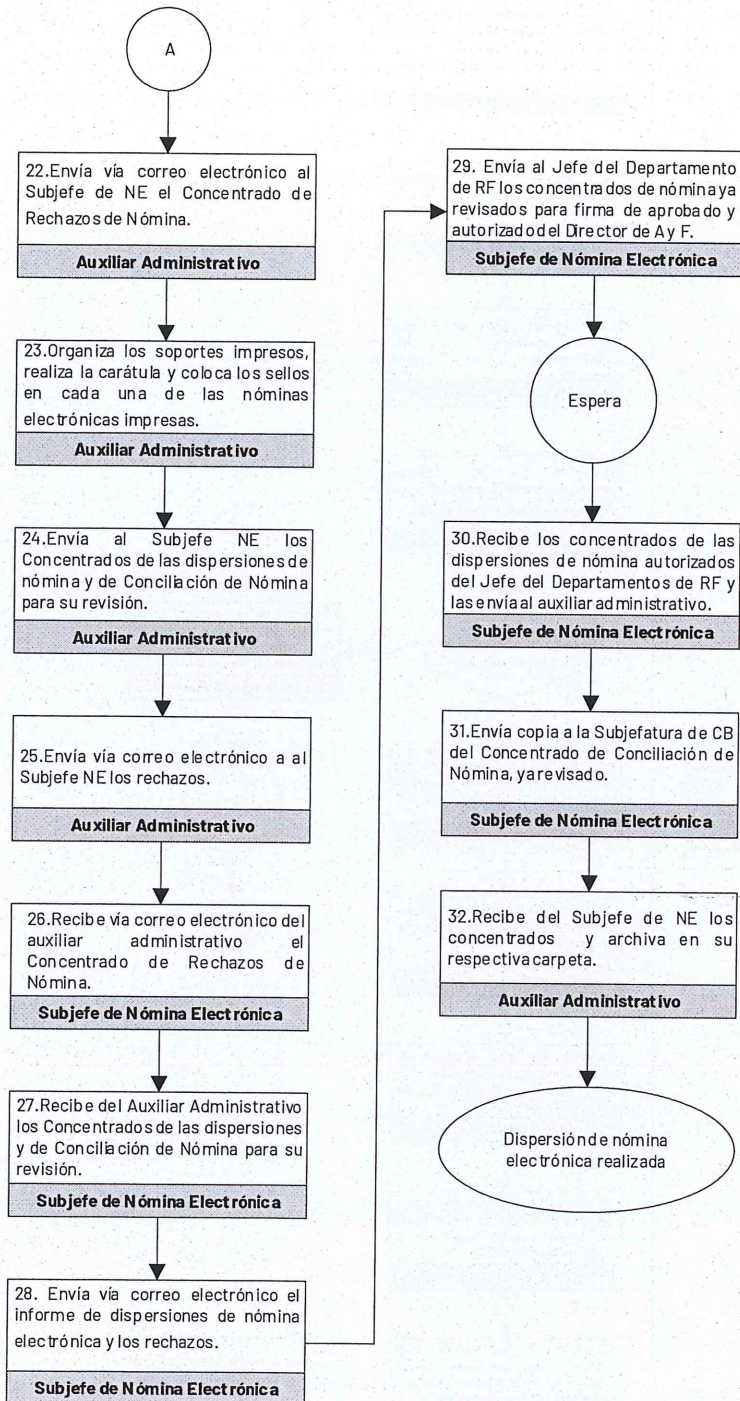 A
22.Envía vía correo electrónico al
Subjefe de NE el Concentrado de
Rechazos de Nómina.
Auxiliar Administrativo
23.Organiza los soportes impresos,
realiza la carátula y coloca los sellos
en cada una de las nóminas
electrónicas impresas.
Auxiliar Administrativo
24.Envía al Subjefe NE los
Concentrados de las dispersiones de
nómina y de Conciliación de Nómina
para su revisión.
Auxiliar Administrativo
25.Envía vía correo electrónico a al
Subjefe NE los rechazos.
Auxiliar Administrativo
26.Recibe vía correo electrónico del
auxiliar administrativo el
Concentrado de Rechazos de
Nómina.
Subjefe de Nómina Electrónica
27.Recibe del Auxiliar Administrativo
los Concentrados de las dispersiones
y de Conciliación de Nómina para su
revisión.
Subjefe de Nómina Electrónica
28. Envía vía correo electrónico el
informe de dispersiones de nómina
electrónica y los rechazos.
Subjefe de Nómina Electrónica
29. Envía al Jefe del Departamento
de RF los concentrados de nómina ya
revisados para firma de aprobado y
autorizado del Director de A y F.
Subjefe de Nómina Electrónica
Espera
30.Recibe los concentrados de las
dispersiones de nómina autorizados
del Jefe del Departamentos de RF y
las envía al auxiliar administrativo.
Subjefe de Nómina Electrónica
31.Envía copia a la Subjefatura de CB
del Concentrado de Conciliación de
Nómina, ya revisado.
Subjefe de Nómina Electrónica
32.Recibe del Subjefe de NE los
concentrados y archiva en su
respectiva carpeta.
Auxiliar Administrativo
Dispersión de nómina
electrónica realizada